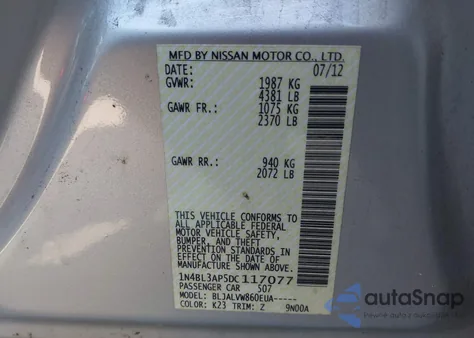 MFD BY NISSAN MOTOR CO., LTD.
DATE: 07/12
GVWR: 1987 KG
4381 LB
GAWR FR.: 1075 KG
2370 LB
GAWR RR.: 940 KG
2072 LB
THIS VEHICLE CONFORMS TO
ALL APPLICABLE FEDERAL
MOTOR VEHICLE SAFETY,
BUMPER, AND THEFT
PREVENTION STANDARDS
IN EFFECT ON THE DATE OF
MANUFACTURE SHOWN ABOVE.
1N4BL3AP5DC117077
PASSENGER CAR 507
MODEL: BLJALVW860EUA-----
COLOR: K23 TRIM: Z 9N00A
autoSnap